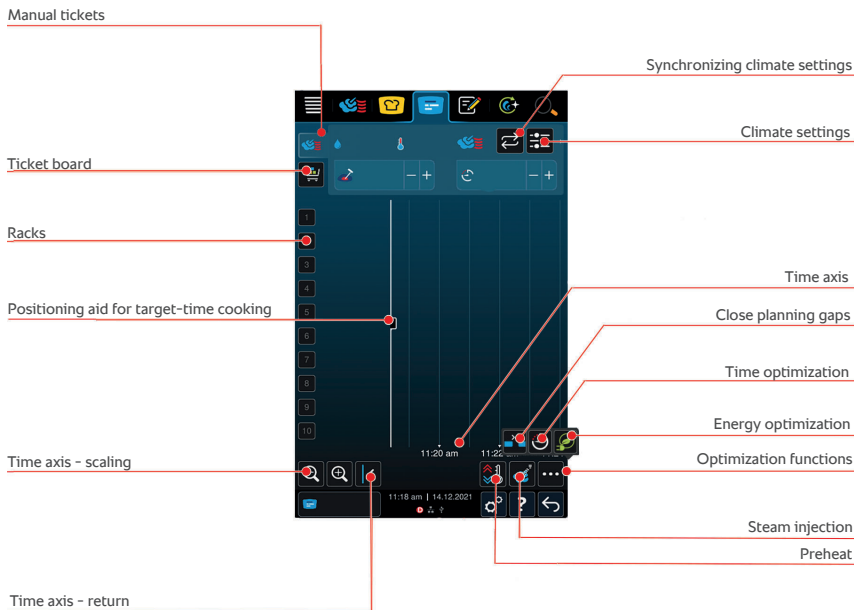 Manual tickets
Synchronizing climate settings
Climate settings
Ticket board
Racks
1
3
4
5
6
7
8
9
10
Positioning aid for target-time cooking
Time axis
Close planning gaps
Time optimization
Energy optimization
Optimization functions
11:20 am
Time axis - scaling
11:18 am | 14.12.2021
D
?
Steam injection
Preheat
Time axis - return